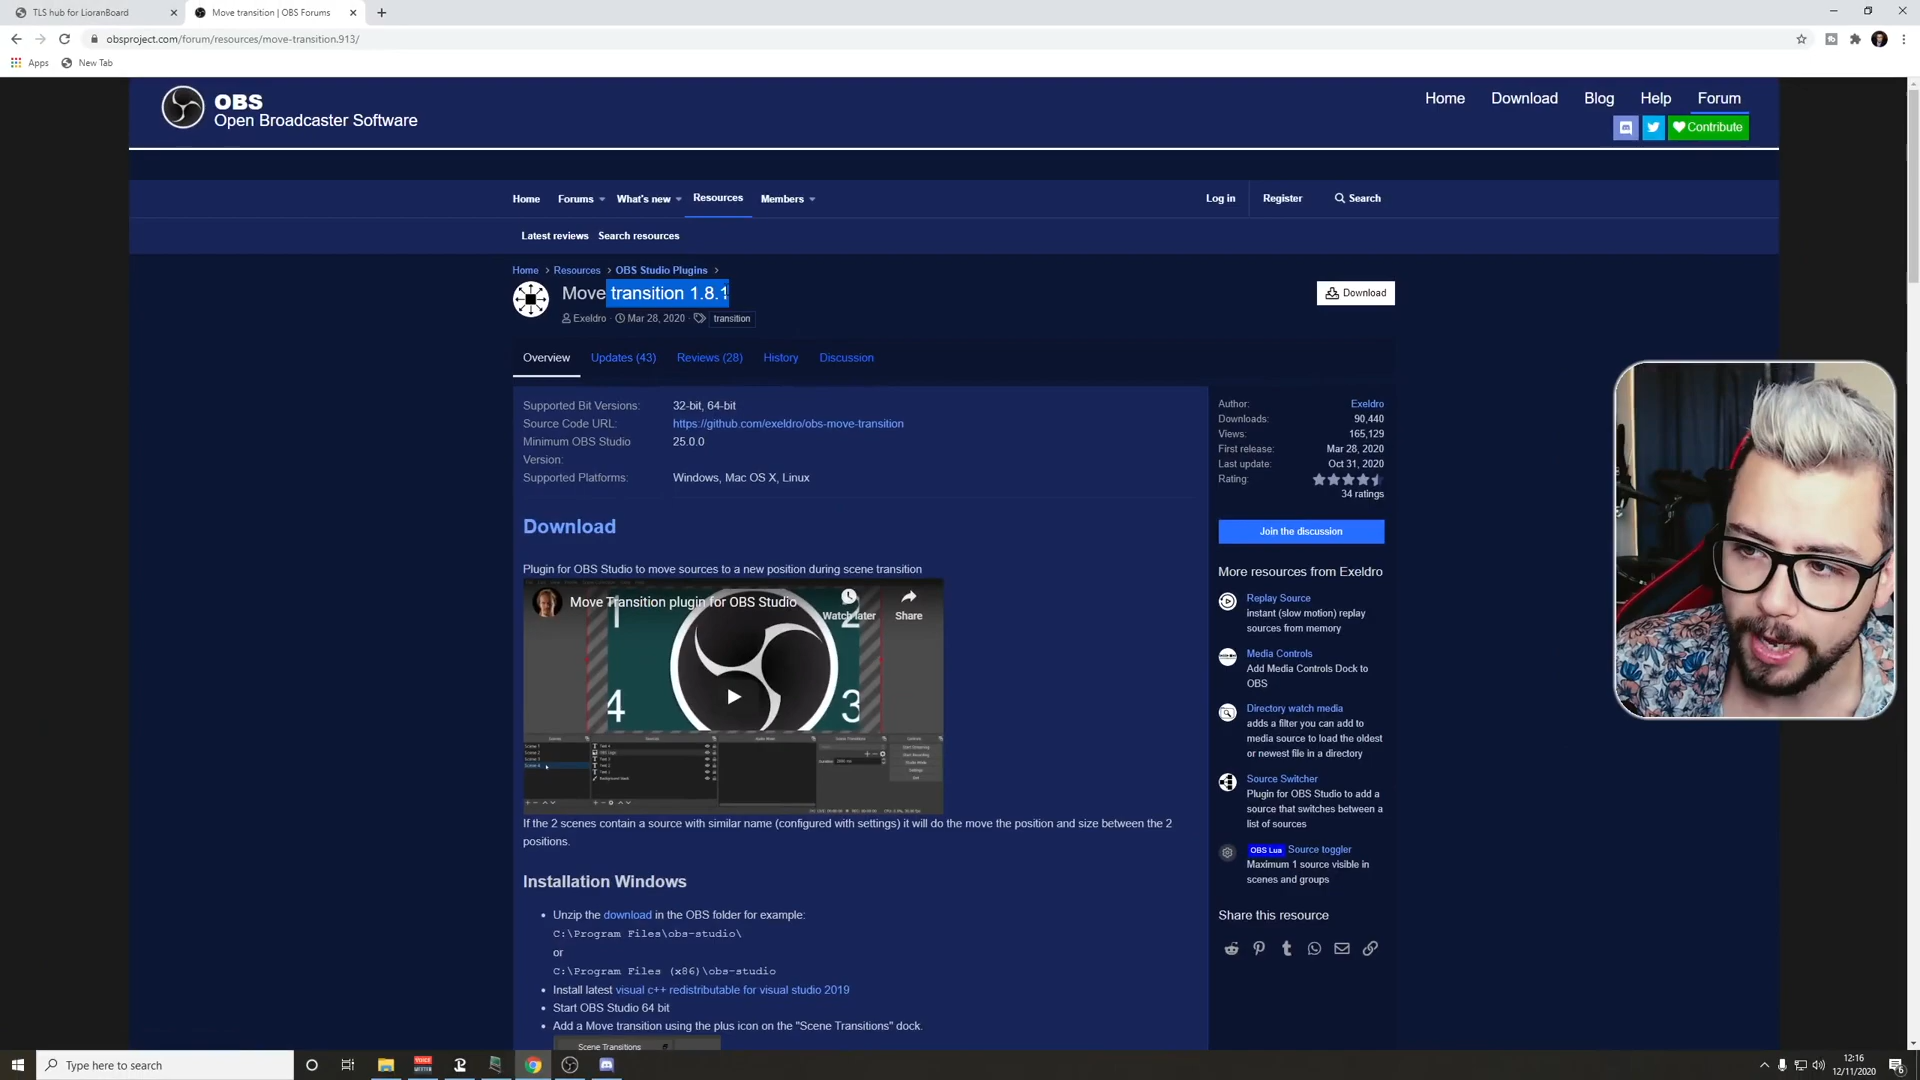 TLS hub for LioranBoard
Move transition | OBS Forums
obsproject.com/forum/resources/move-transition.913/
Apps
New Tab
OBS
Open Broadcaster Software
Home
Download
Blog
Help
Forum
Contribute
Home
Forums
What's new
Resources
Members
Log in
Register
Search
Latest reviews
Search resources
Home > Resources > OBS Studio Plugins >
Move transition 1.8.1
Download
Exeldro
Mar 28, 2020
transition
Overview
Updates (43)
Reviews (28)
History
Discussion
Supported Bit Versions:
32-bit, 64-bit
Source Code URL:
https://github.com/exeldro/obs-move-transition
Minimum OBS Studio
25.0.0
Version:
Supported Platforms:
Windows, Mac OS X, Linux
Download
Plugin for OBS Studio to move sources to a new position during scene transition
Move Transition plugin for OBS Studio
Watch later
Share
1
2
4
3
If the 2 scenes contain a source with similar name (configured with settings) it will do the move the position and size between the 2
positions.
Installation Windows
Unzip the download in the OBS folder for example:
C:\Program Files\obs-studio\
or
C:\Program Files (x86)\obs-studio
Install latest visual c++ redistributable for visual studio 2019
Start OBS Studio 64 bit
Add a Move transition using the plus icon on the "Scene Transitions" dock.
Scene Transitions
Author:
Exeldro
Downloads:
90,440
Views:
165,129
First release:
Mar 28, 2020
Last update:
Oct 31, 2020
Rating:
34 ratings
Join the discussion
More resources from Exeldro
Replay Source
instant (slow motion) replay
sources from memory
Media Controls
Add Media Controls Dock to
OBS
Directory watch media
adds a filter you can add to
media source to load the oldest
or newest file in a directory
Source Switcher
Plugin for OBS Studio to add a
source that switches between a
list of sources
OBS Lua Source toggler
Maximum 1 source visible in
scenes and groups
Share this resource
Type here to search
12:16
12/11/2020
6